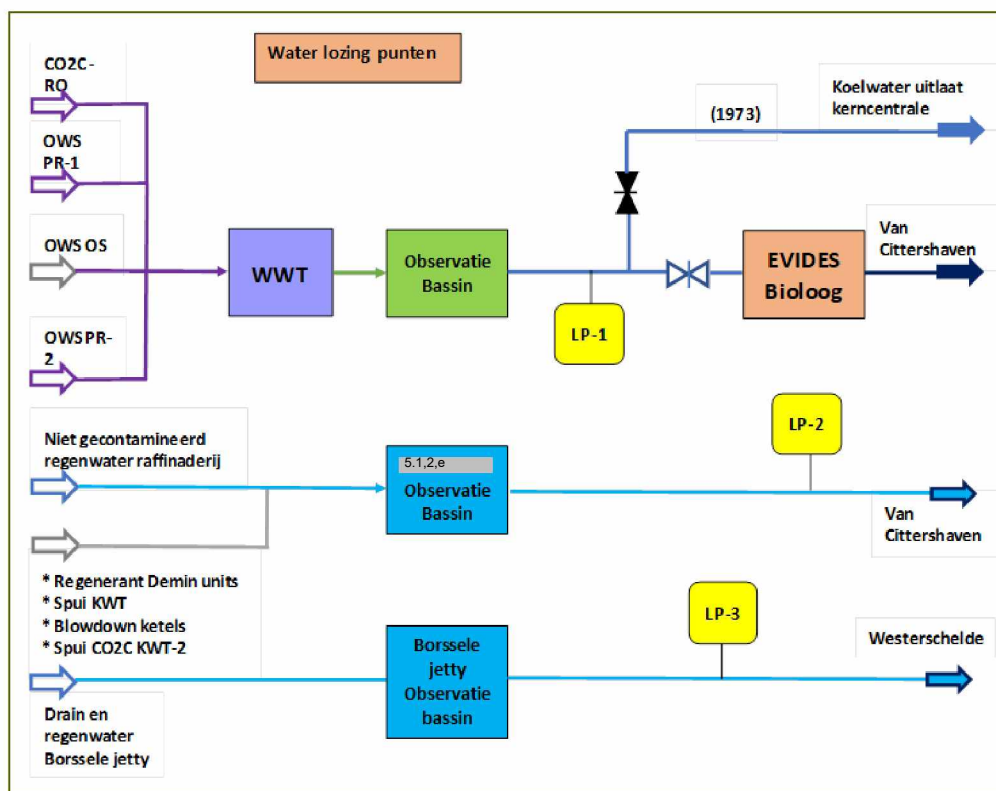 Water lozing punten
CO2C-
RO
OWS
PR-1
OWS OS
OWS PR-
2
WWT
Observatie
Bassin
LP-1
(1973)
Koelwater uitlaat
kerncentrale
EVIDES
Bioloog
Van
Cittershaven
Niet gecontamineerd
regenwater raffinaderij
5.1,2,e
Observatie
Bassin
LP-2
Van
Cittershaven
* Regenerant Demin units
* Spui KWT
* Blowdown ketels
* Spui CO2C KWT-2
Borssele
jetty
Observatie
bassin
LP-3
Westerschelde
Drain en
regenwater
Borssele jetty